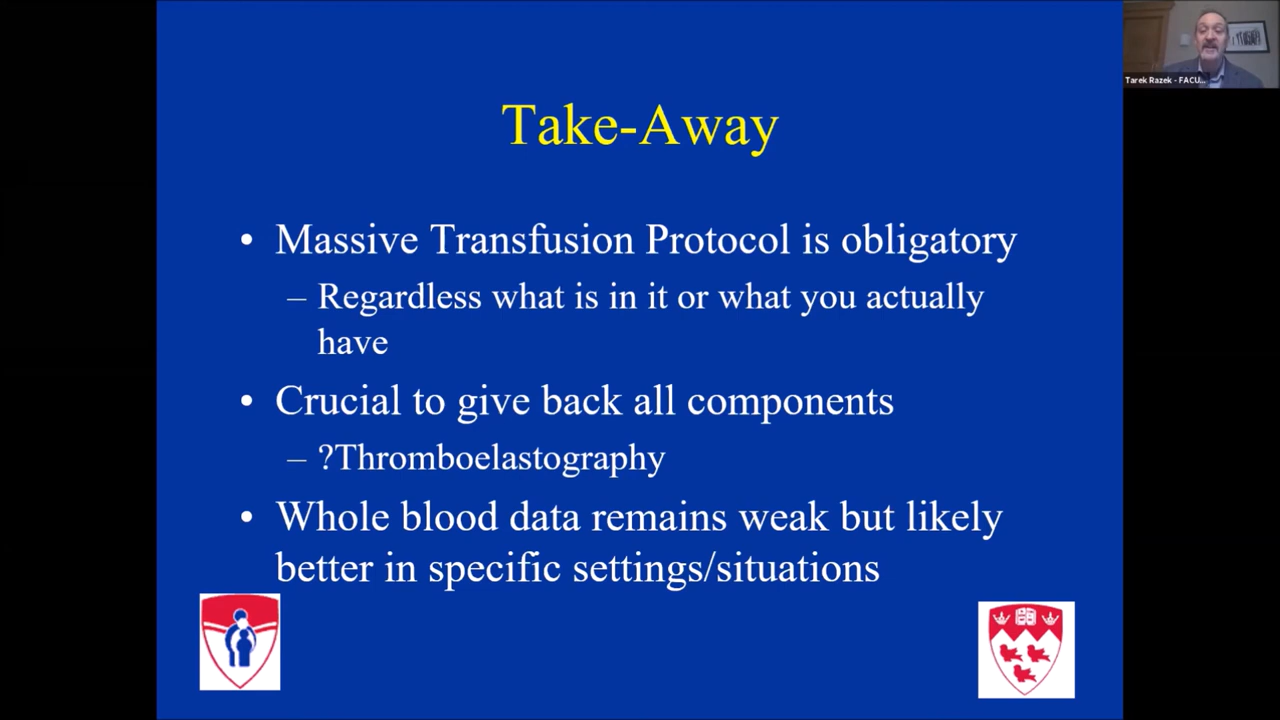 Tarek Razek - FACU...
Take-Away
• Massive Transfusion Protocol is obligatory
– Regardless what is in it or what you actually
have
• Crucial to give back all components
– ?Thromboelastography
• Whole blood data remains weak but likely
better in specific settings/situations